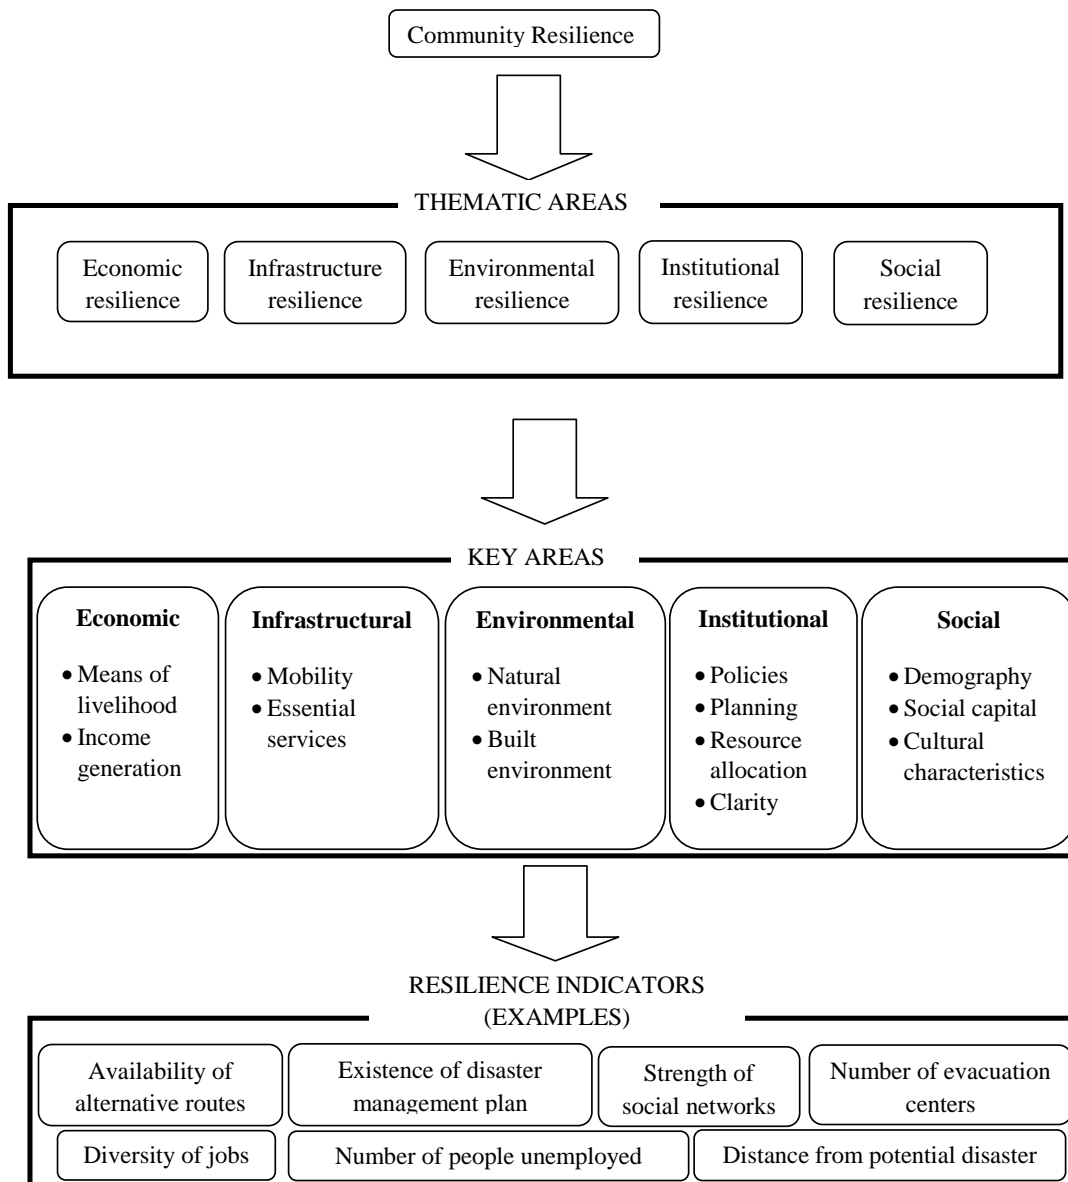 Community Resilience
THEMATIC AREAS
Economic
resilience
Infrastructure
resilience
Environmental
resilience
Institutional
resilience
Social
resilience
KEY AREAS
Economic
• Means of
livelihood
• Income
generation
Infrastructural
• Mobility
• Essential
services
Environmental
• Natural
environment
• Built
environment
Institutional
• Policies
• Planning
• Resource
allocation
• Clarity
Social
• Demography
• Social capital
• Cultural
characteristics
RESILIENCE INDICATORS
(EXAMPLES)
Availability of
alternative routes
Existence of disaster
management plan
Strength of
social networks
Number of evacuation
centers
Diversity of jobs
Number of people unemployed
Distance from potential disaster